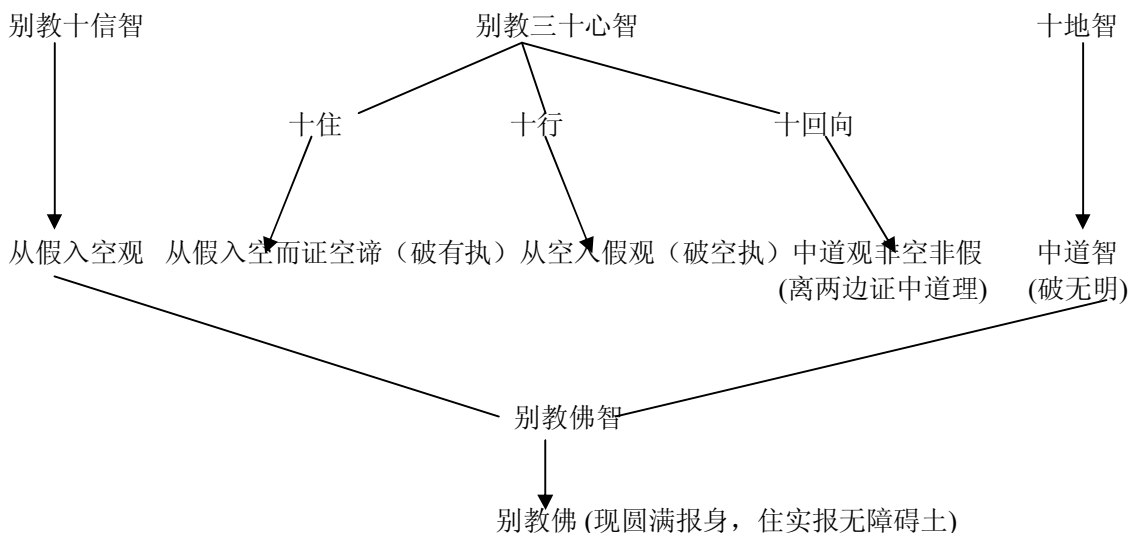 别教十信智 别教三十心智 十地智
十住 十行 十回向
从假入空观 从假入空而证空谛（破有执）从空入假观（破空执）中道观非空非假 中道智
(离两边证中道理) (破无明)
别教佛智
别教佛 (现圆满报身，住实报无障碍土)